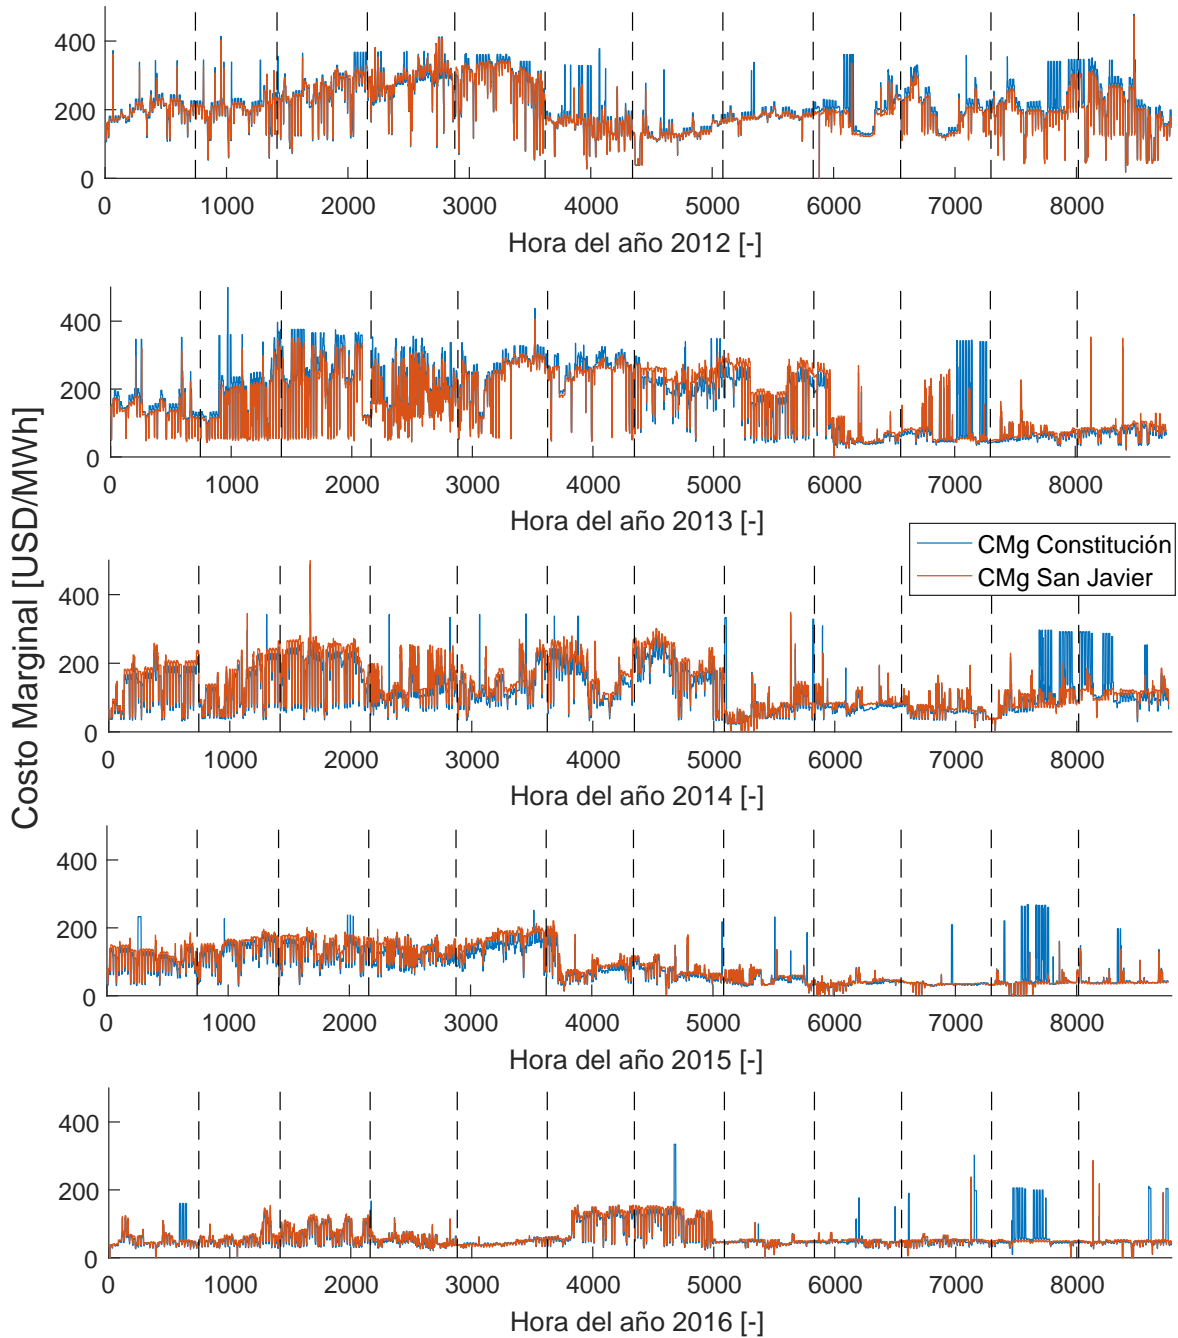 Costo Marginal [USD/MWh]
400
200
0
0 1000 2000 3000 4000 5000 6000 7000 8000
Hora del año 2012 [-]
400
200
0
0 1000 2000 3000 4000 5000 6000 7000 8000
Hora del año 2013 [-]
CMg Constitución
CMg San Javier
400
200
0
0 1000 2000 3000 4000 5000 6000 7000 8000
Hora del año 2014 [-]
400
200
0
0 1000 2000 3000 4000 5000 6000 7000 8000
Hora del año 2015 [-]
400
200
0
0 1000 2000 3000 4000 5000 6000 7000 8000
Hora del año 2016 [-]